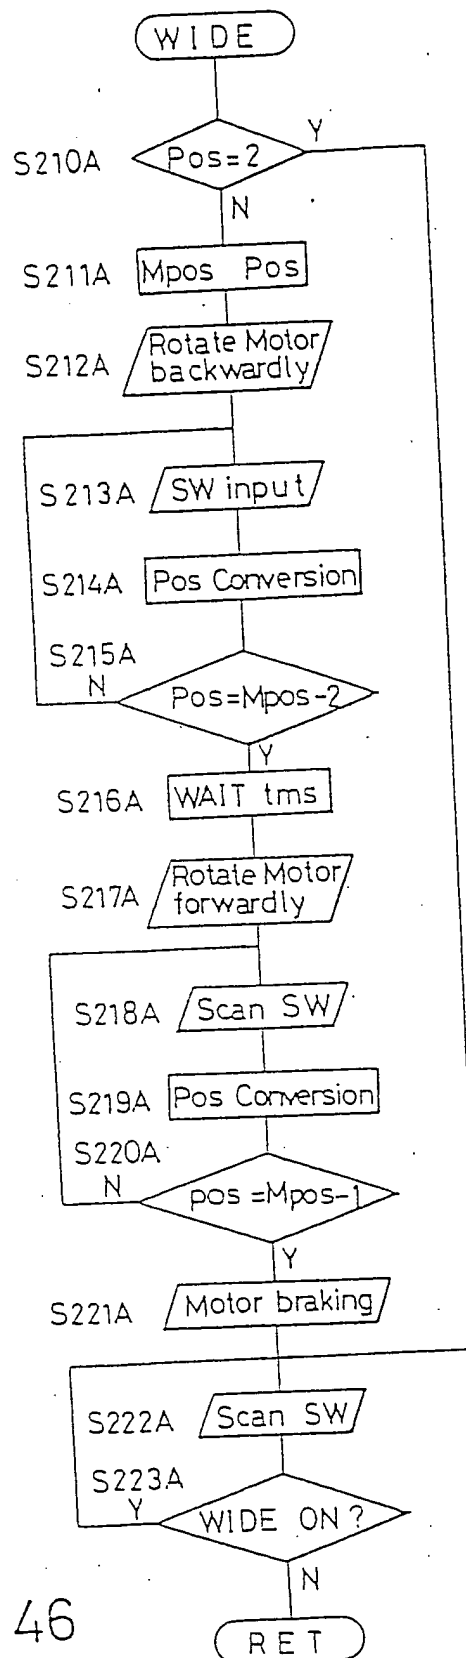 WIDE
Y
S210A Pos=2
N
S211A Mpos Pos
S212A Rotate Motor
backwardly
S213A SW input
S214A Pos Conversion
S215A
N Pos=Mpos-2
Y
S216A WAIT tms
S217A Rotate Motor
forwardly
S218A Scan SW
S219A Pos Conversion
S220A
N pos=Mpos-1
Y
S221A Motor braking
S222A Scan SW
S223A
Y WIDE ON?
N
46
RET